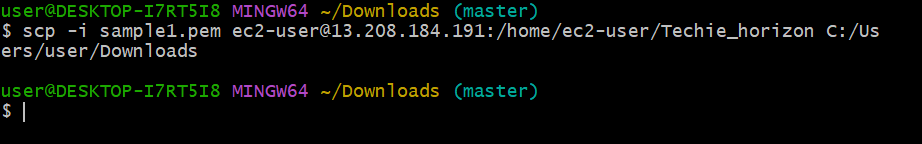 user@DESKTOP-I7RT5I8 MINGW64 ~/Downloads (master)
$ scp -i sample1.pem ec2-user@13.208.184.191:/home/ec2-user/Techie_horizon C:/Us
ers/user/Downloads
user@DESKTOP-I7RT5I8 MINGW64 ~/Downloads (master)
$